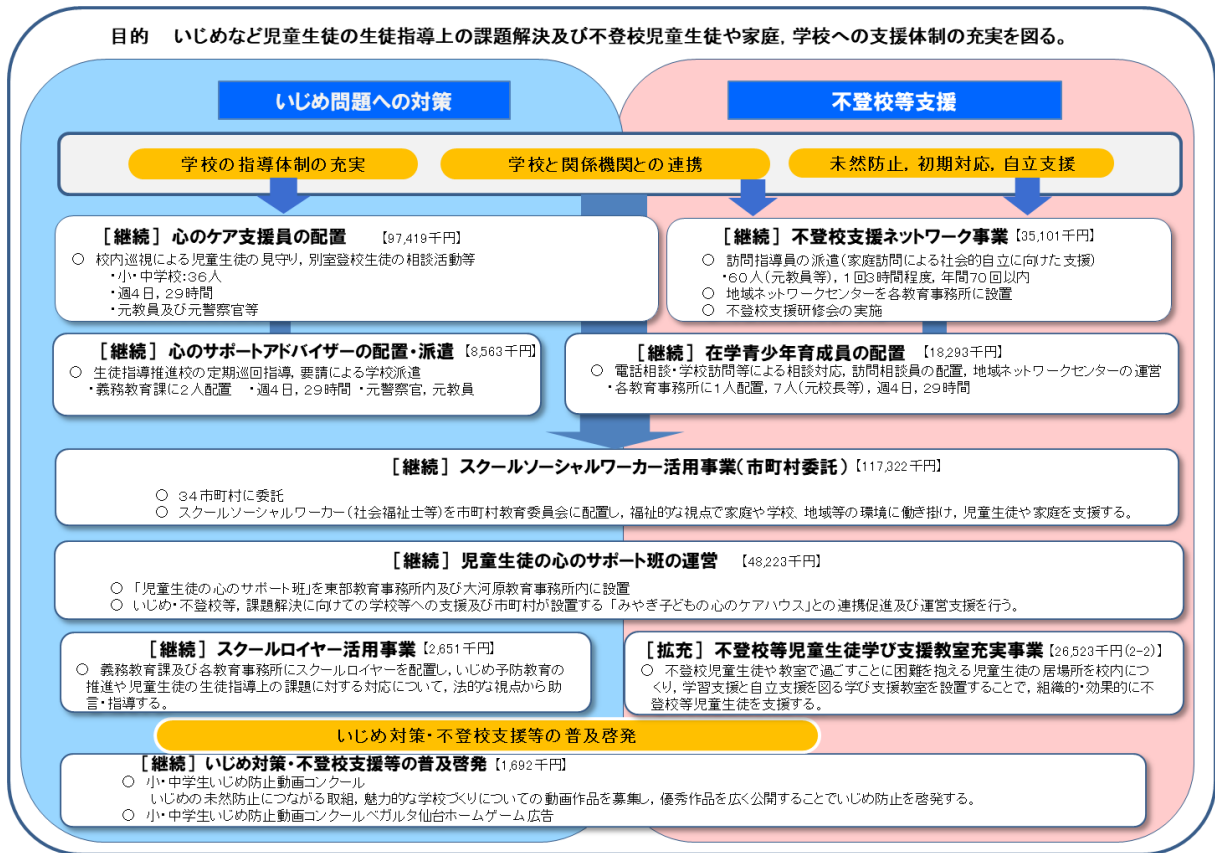 目的　いじめなど児童生徒の生徒指導上の課題解決及び不登校児童生徒や家庭，学校への支援体制の充実を図る。
いじめ問題への対策
不登校等支援
学校の指導体制の充実
学校と関係機関との連携
未然防止，初期対応，自立支援
［継続］心のケア支援員の配置　【97,419千円】
○　校内巡視による児童生徒の見守り，別室登校生徒の相談活動等
・小・中学校：３６人
・週４日，２９時間
・元教員及び元警察官等
［継続］不登校支援ネットワーク事業【35,101千円】
○　訪問指導員の派遣（家庭訪問による社会的自立に向けた支援）
・６０人（元教員等），１回３時間程度，年間７０回以内
○　地域ネットワークセンターを各教育事務所に設置
○　不登校支援研修会の実施
［継続］心のサポートアドバイザーの配置・派遣【8,563千円】
○　生徒指導推進校の定期巡回指導，要請による学校派遣
・義務教育課に２人配置　・週４日，２９時間　・元警察官，元教員
［継続］在学青少年育成員の配置【18,293千円】
○　電話相談・学校訪問等による相談対応，訪問相談員の配置，地域ネットワークセンターの運営
・各教育事務所に１人配置，７人（元校長等），週４日，２９時間
［継続］スクールソーシャルワーカー活用事業（市町村委託）【117,322千円】
○　３４市町村に委託
○　スクールソーシャルワーカー（社会福祉士等）を市町村教育委員会に配置し，福祉的な視点で家庭や学校、地域等の環境に働き掛け，児童生徒や家庭を支援する。
［継続］児童生徒の心のサポート班の運営　【48,223千円】
○　「児童生徒の心のサポート班」を東部教育事務所内及び大河原教育事務所内に設置
○　いじめ・不登校等，課題解決に向けての学校等への支援及び市町村が設置する「みやぎ子どもの心のケアハウス」との連携促進及び運営支援を行う。
［継続］スクールロイヤー活用事業【2,651千円】
○　義務教育課及び各教育事務所にスクールロイヤーを配置し，いじめ予防教育の
推進や児童生徒の生徒指導上の課題に対する対応について，法的な視点から助
言・指導する。
［拡充］不登校等児童生徒学び支援教室充実事業【26,523千円(2-2)】
○　不登校児童生徒や教室で過ごすことに困難を抱える児童生徒の居場所を校内につ
くり，学習支援と自立支援を図る学び支援教室を設置することで，組織的・効果的に不
登校等児童生徒を支援する。
いじめ対策・不登校支援等の普及啓発
［継続］いじめ対策・不登校支援等の普及啓発【1,692千円】
○　小・中学生いじめ防止動画コンクール
いじめの未然防止につながる取組，魅力的な学校づくりについての動画作品を募集し，優秀作品を広く公開することでいじめ防止を啓発する。
○　小・中学生いじめ防止動画コンクールベガルタ仙台ホームゲーム広告